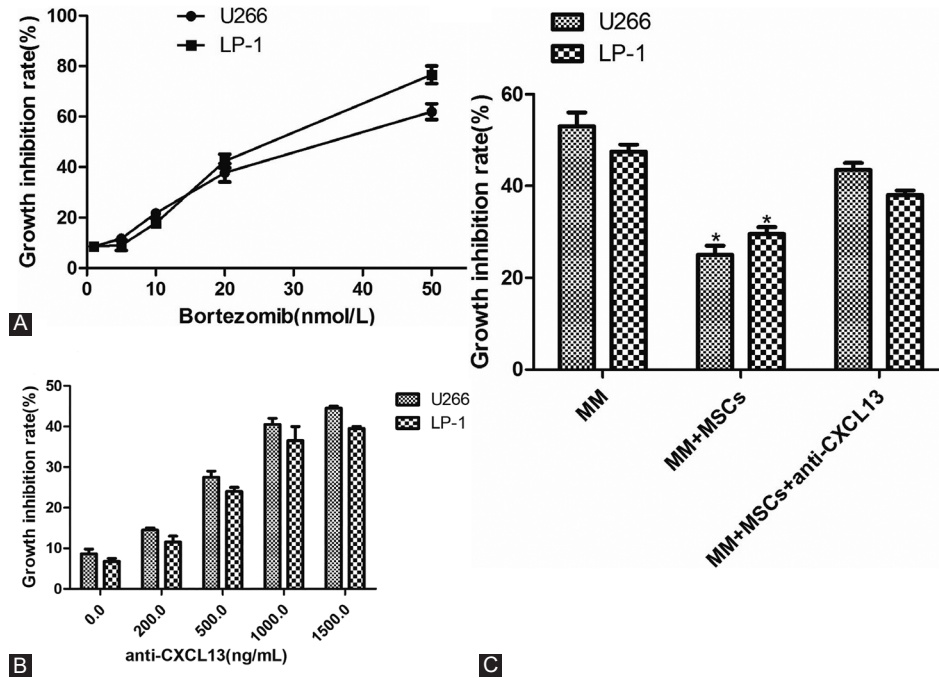 U266
LP-1
Growth inhibition rate(%)
100
80
60
40
20
0
0
10
20
30
40
50
Bortezomib(nmol/L)
A
U266
LP-1
Growth inhibition rate(%)
50
40
30
20
10
0
0.0
200.0
500.0
1000.0
1500.0
anti-CXCL13(ng/mL)
B
U266
LP-1
Growth inhibition rate(%)
60
40
20
0
*
*
MM
MM+MSCs
MM+MSCs+anti-CXCL13
C